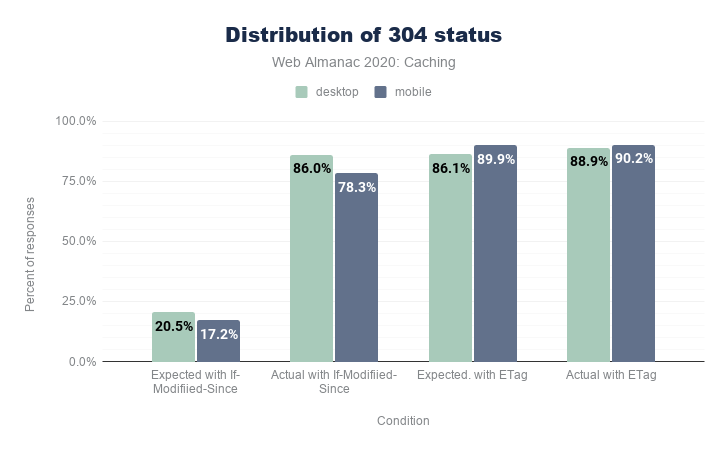 Distribution of 304 status
Web Almanac 2020: Caching
desktop
mobile
Percent of responses
100.0%
75.0%
50.0%
25.0%
0.0%
20.5%
17.2%
86.0%
78.3%
86.1%
89.9%
88.9%
90.2%
Expected with If-
Modifiied-Since
Actual with If-Modifiied-
Since
Expected. with ETag
Actual with ETag
Condition